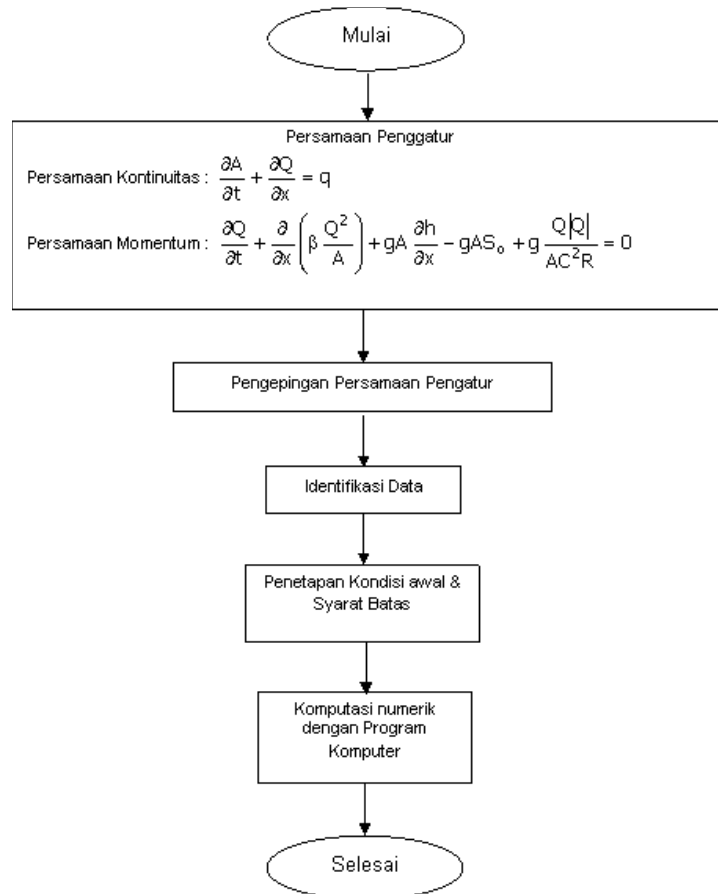 Mulai
Persamaan Penggatur
Persamaan Kontinuitas : ∂A/∂t + ∂Q/∂x = q
Persamaan Momentum : ∂Q/∂t + ∂/∂x (β Q²/A) + gA ∂h/∂x − gASₒ + g Q|Q|/AC²R = 0
Pengepingan Persamaan Pengatur
Identifikasi Data
Penetapan Kondisi awal &
Syarat Batas
Komputasi numerik
dengan Program
Komputer
Selesai